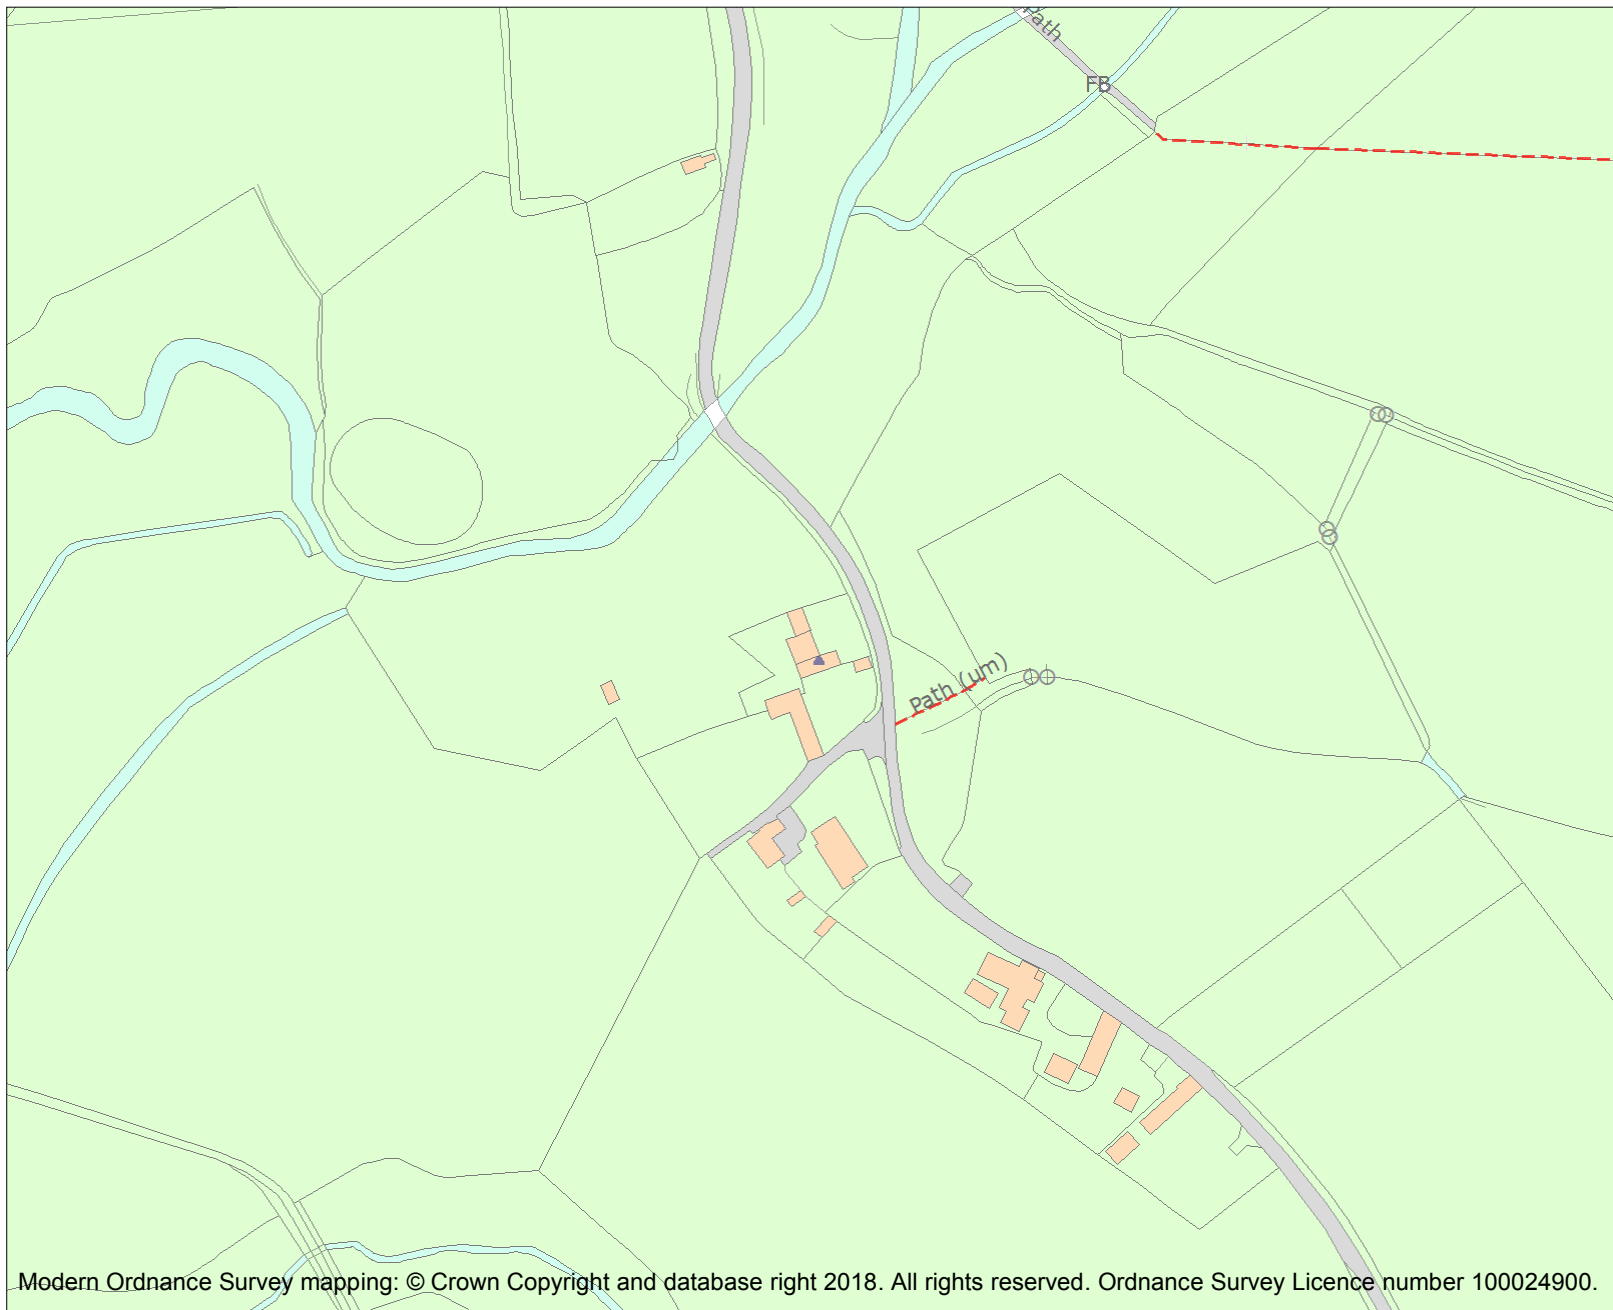 Path
FB
Path (um)
Modern Ordnance Survey mapping: © Crown Copyright and database right 2018. All rights reserved. Ordnance Survey Licence number 100024900.